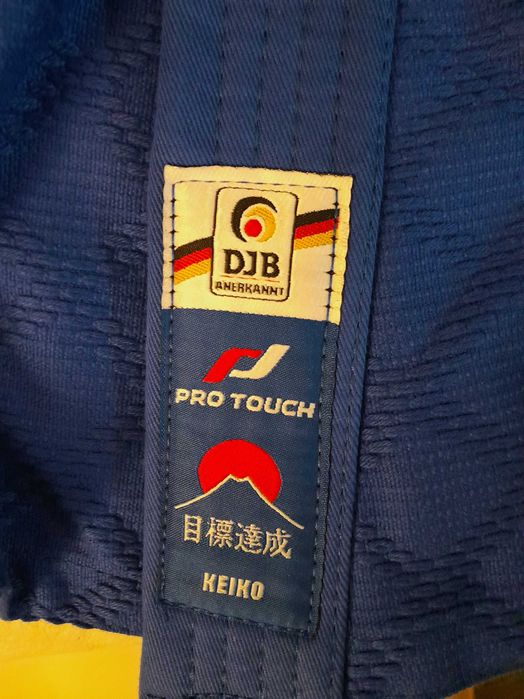 DJB
ANERKANNT
PRO TOUCH
目標達成
KEIKO